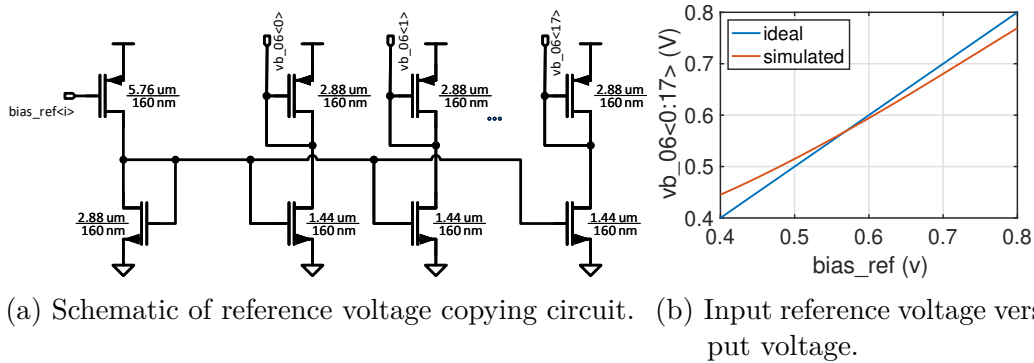 vb_06<0>
vb_06<1>
vb_06<17>
5.76 um
160 nm
2.88 um
160 nm
2.88 um
160 nm
2.88 um
160 nm
bias_ref<i>
...
2.88 um
160 nm
1.44 um
160 nm
1.44 um
160 nm
1.44 um
160 nm
(a) Schematic of reference voltage copying circuit.
ideal
simulated
0.8
0.7
0.6
0.5
0.4
vb_06<0:17> (V)
0.4 0.5 0.6 0.7 0.8
bias_ref (v)
(b) Input reference voltage vers
put voltage.